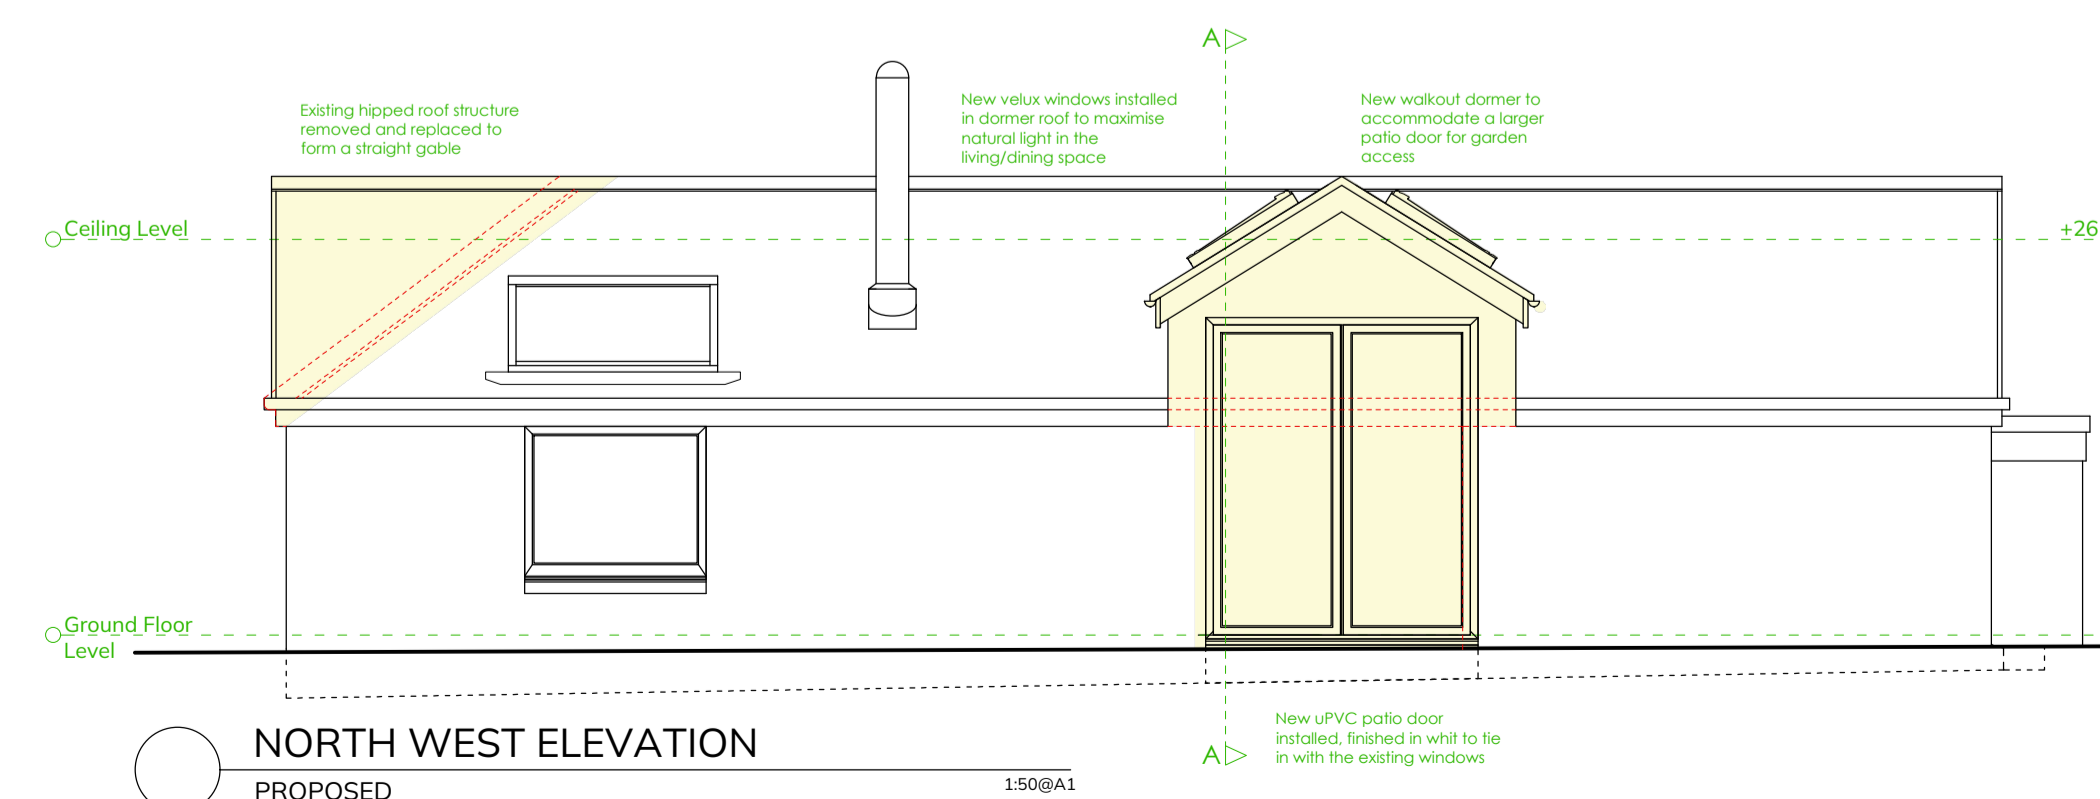 A
Existing hipped roof structure
removed and replaced to
form a straight gable
New velux windows installed
in dormer roof to maximise
natural light in the
living/dining space
New walkout dormer to
accommodate a larger
patio door for garden
access
Ceiling Level
+26
Ground Floor
Level
New uPVC patio door
installed, finished in whit to tie
in with the existing windows
A
NORTH WEST ELEVATION
PROPOSED
1:50@A1